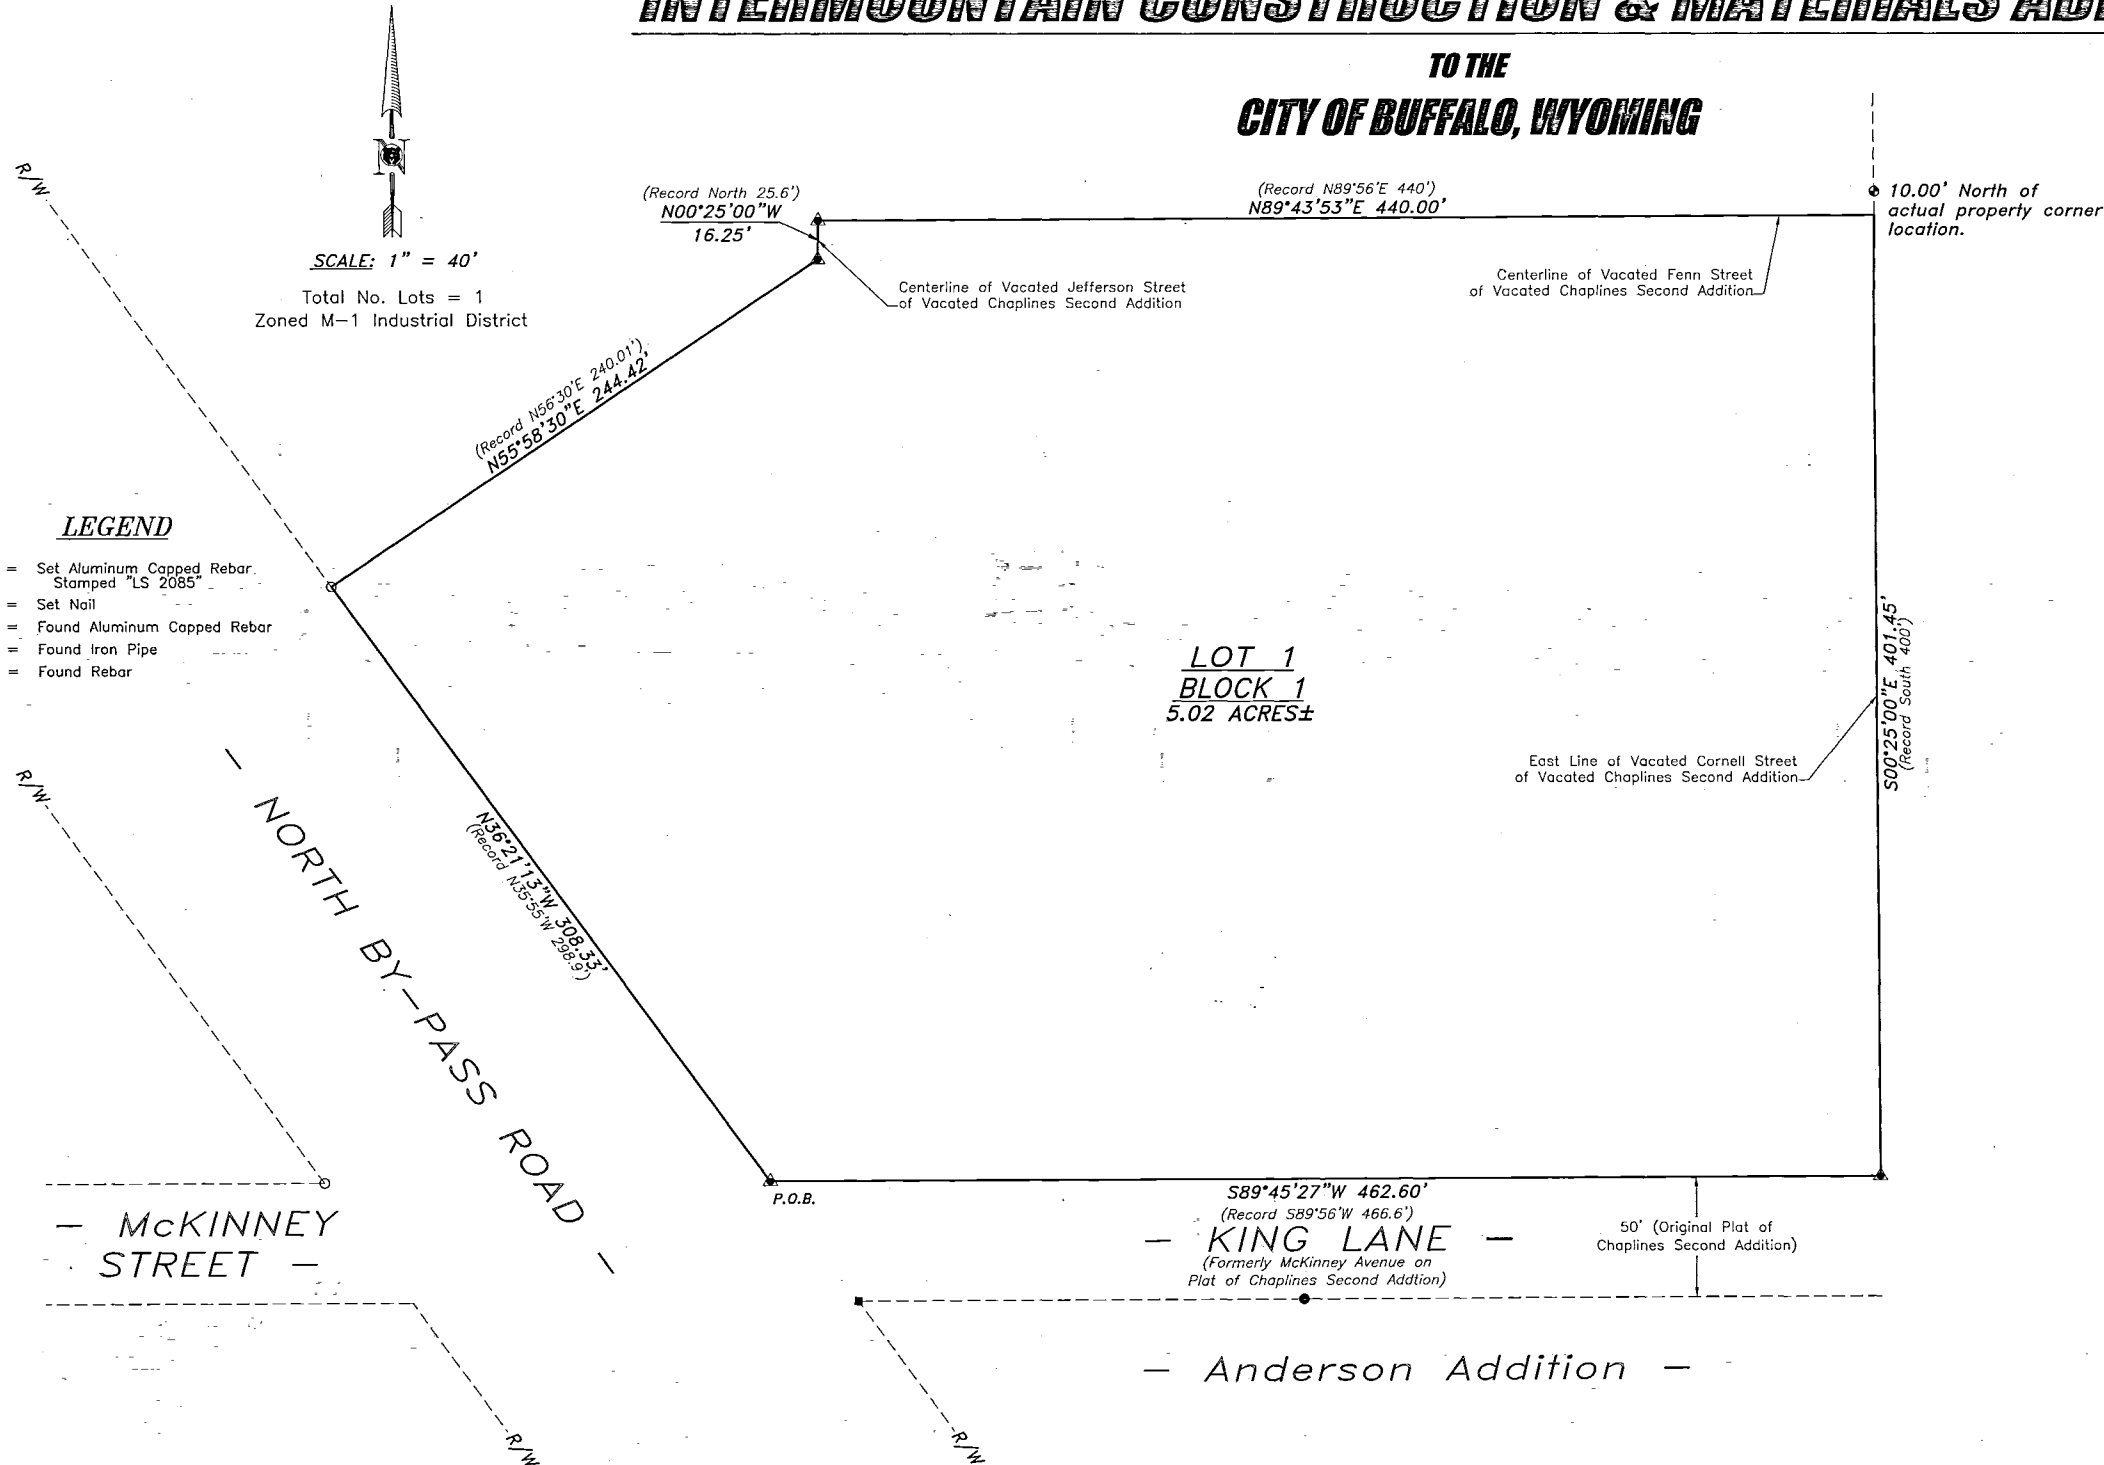 INTERMOUNTAIN CONSTRUCTION & MATERIALS
TO THE
CITY OF BUFFALO, WYOMING
N
SCALE: 1" = 40'
Total No. Lots = 1
Zoned M-1 Industrial District
R/W
(Record North 25.6')
N00°25'00"W
16.25'
(Record N89°56'E 440')
N89°43'53"E 440.00'
10.00' North of
actual property corner
location.
Centerline of Vacated Jefferson Street
of Vacated Chaplines Second Addition
Centerline of Vacated Fenn Street
of Vacated Chaplines Second Addition
(Record N56°30'E 240.01')
N55°58'30"E 244.42'
LEGEND
= Set Aluminum Capped Rebar
Stamped "LS 2085"
= Set Nail
= Found Aluminum Capped Rebar
= Found Iron Pipe
= Found Rebar
LOT 1
BLOCK 1
5.02 ACRES±
S00°25'00"E 401.45'
(Record South 400')
East Line of Vacated Cornell Street
of Vacated Chaplines Second Addition
R/W
— NORTH BY-PASS ROAD —
N36°21'13"W 308.33'
(Record N35°55'W 298.9')
P.O.B.
S89°45'27"W 462.60'
(Record S89°56'W 466.6')
— KING LANE —
(Formerly McKinney Avenue on
Plat of Chaplines Second Addtion)
50' (Original Plat of
Chaplines Second Addition)
— McKINNEY
STREET —
— Anderson Addition —
R/W
R/W